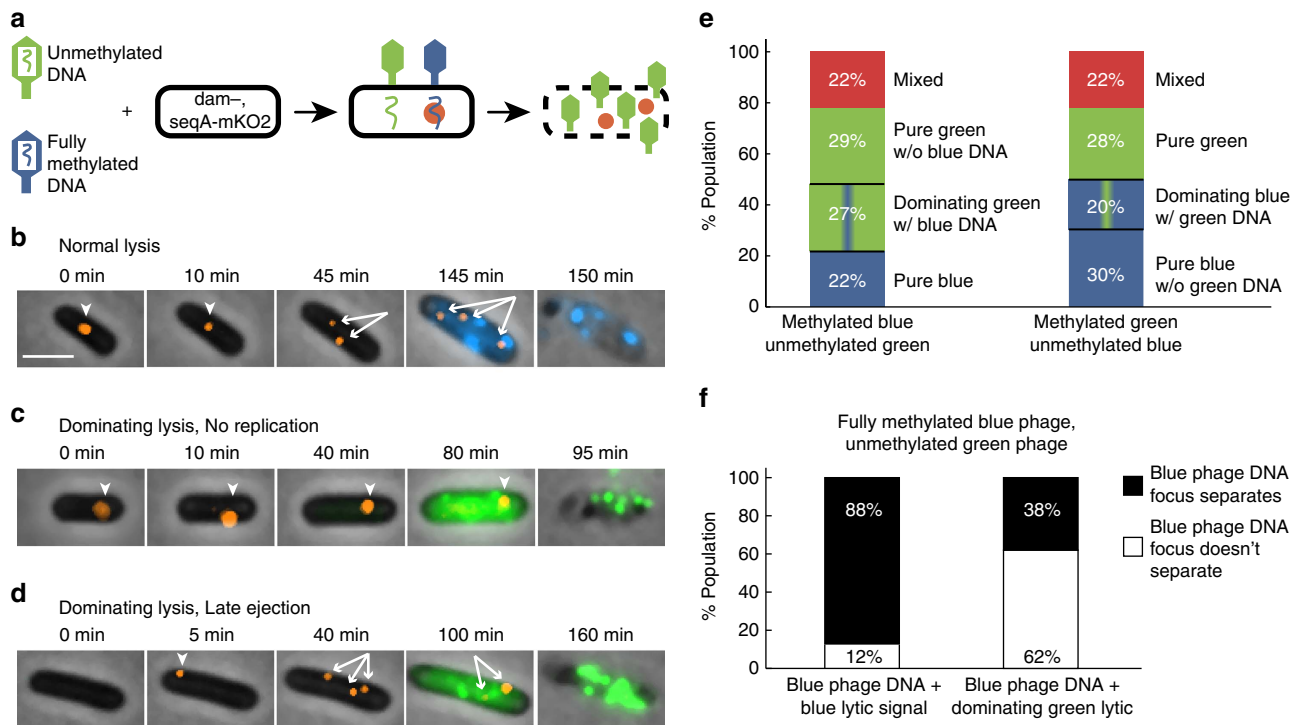 a
Unmethylated
DNA
+
Fully
methylated
DNA
dam–,
seqA-mKO2
b
Normal lysis
0 min
10 min
45 min
145 min
150 min
c
Dominating lysis, No replication
0 min
10 min
40 min
80 min
95 min
d
Dominating lysis, Late ejection
0 min
5 min
40 min
100 min
160 min
e
% Population
100
80
60
40
20
0
22%
29%
27%
22%
Mixed
Pure green
w/o blue DNA
Dominating green
w/ blue DNA
Pure blue
22%
28%
20%
30%
Mixed
Pure green
Dominating blue
w/ green DNA
Pure blue
w/o green DNA
Methylated blue
unmethylated green
Methylated green
unmethylated blue
f
Fully methylated blue phage,
unmethylated green phage
% Population
100
80
60
40
20
0
88%
12%
38%
62%
Blue phage DNA
focus separates
Blue phage DNA
focus doesn't
separate
Blue phage DNA +
blue lytic signal
Blue phage DNA +
dominating green lytic